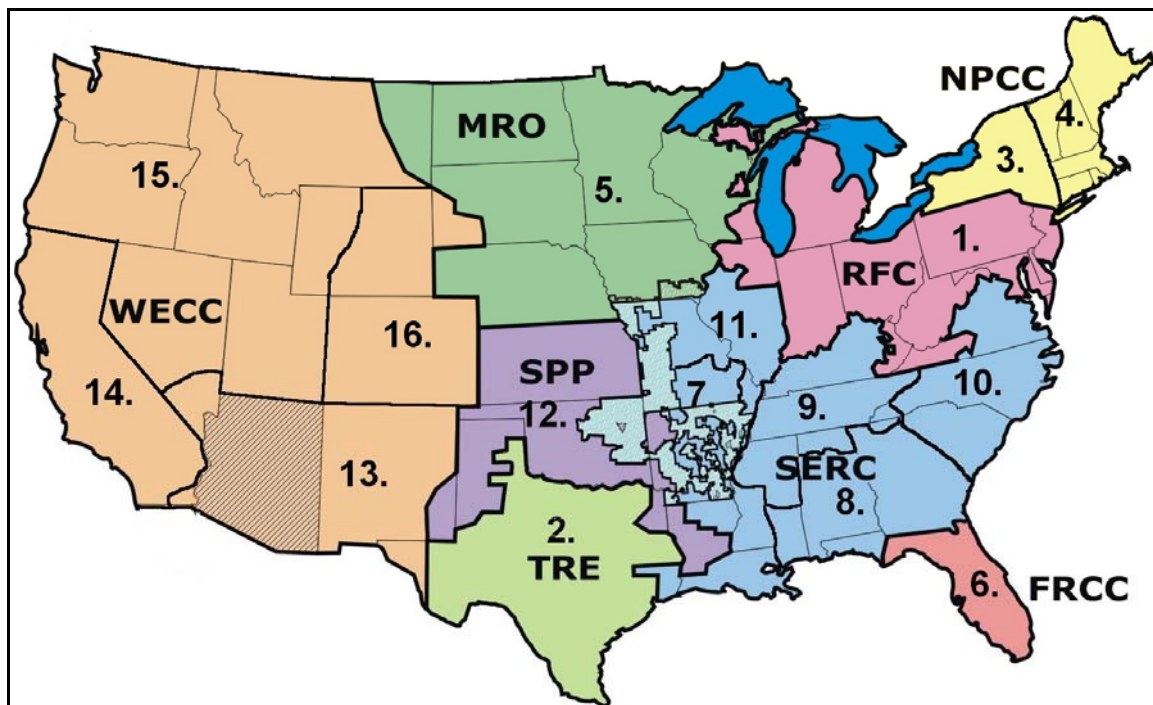 NPCC
MRO
4.
3.
15.
5.
1.
RFC
WECC
11.
16.
SPP
7.
10.
14.
12.
9.
SERC
13.
8.
2.
TRE
6.
FRCC